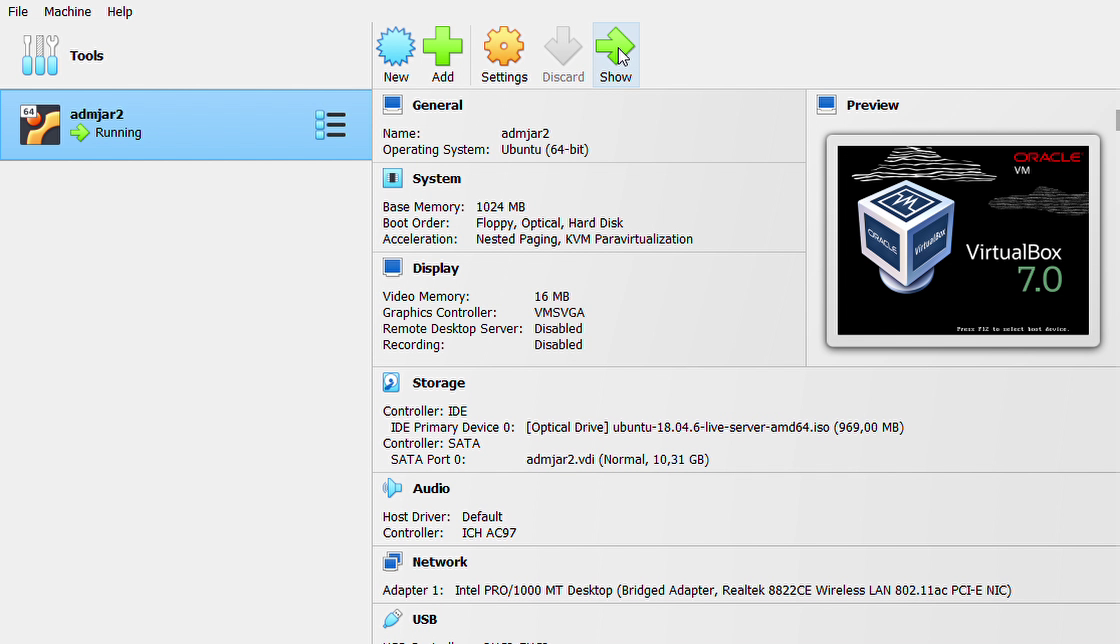 File Machine Help
Tools
New Add Settings Discard Show
64 admjar2
Running
General
Name: admjar2
Operating System: Ubuntu (64-bit)
System
Base Memory: 1024 MB
Boot Order: Floppy, Optical, Hard Disk
Acceleration: Nested Paging, KVM Paravirtualization
Display
Video Memory: 16 MB
Graphics Controller: VMSVGA
Remote Desktop Server: Disabled
Recording: Disabled
Preview
ORACLE
VM
ORACLE VirtualBox
VirtualBox
7.0
Press F12 to select boot device.
Storage
Controller: IDE
IDE Primary Device 0: [Optical Drive] ubuntu-18.04.6-live-server-amd64.iso (969,00 MB)
Controller: SATA
SATA Port 0: admjar2.vdi (Normal, 10,31 GB)
Audio
Host Driver: Default
Controller: ICH AC97
Network
Adapter 1: Intel PRO/1000 MT Desktop (Bridged Adapter, Realtek 8822CE Wireless LAN 802.11ac PCI-E NIC)
USB